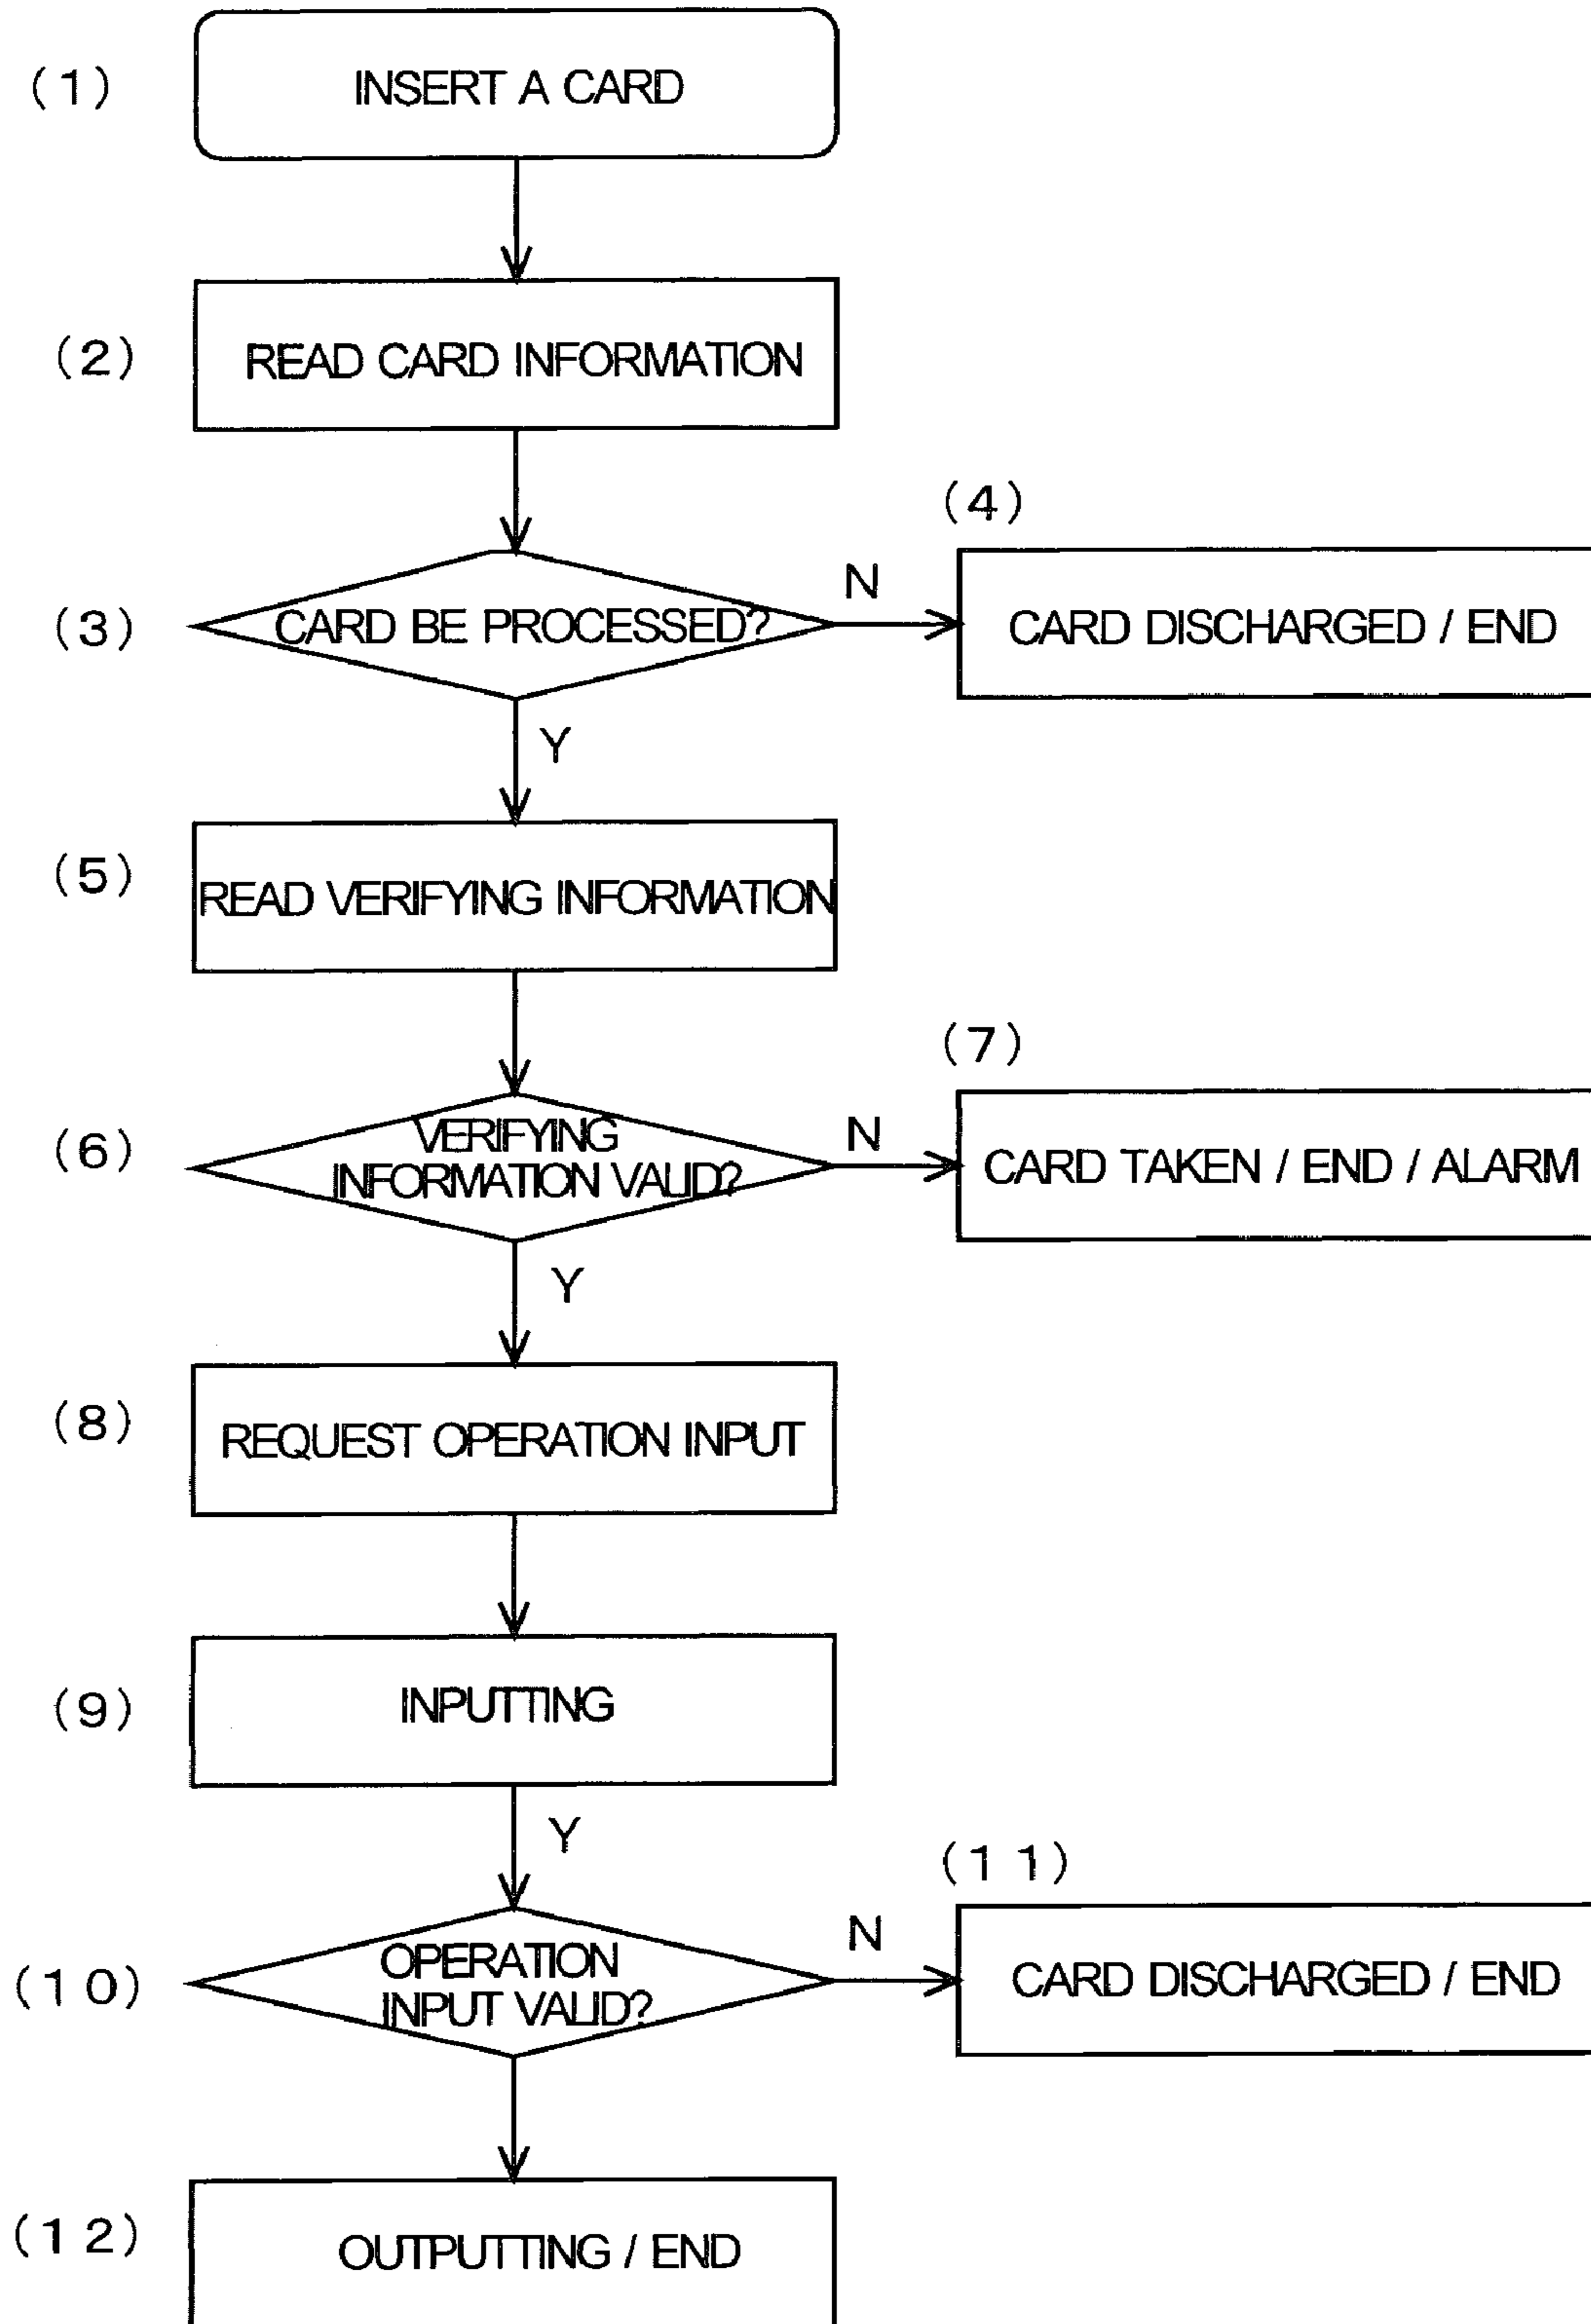 (1)
INSERT A CARD
(2)
READ CARD INFORMATION
(3)
CARD BE PROCESSED?
N
(4)
CARD DISCHARGED / END
Y
(5)
READ VERIFYING INFORMATION
(6)
VERIFYING
INFORMATION VALID?
N
(7)
CARD TAKEN / END / ALARM
Y
(8)
REQUEST OPERATION INPUT
(9)
INPUTTING
Y
(10)
OPERATION
INPUT VALID?
N
(11)
CARD DISCHARGED / END
(12)
OUTPUTTING / END